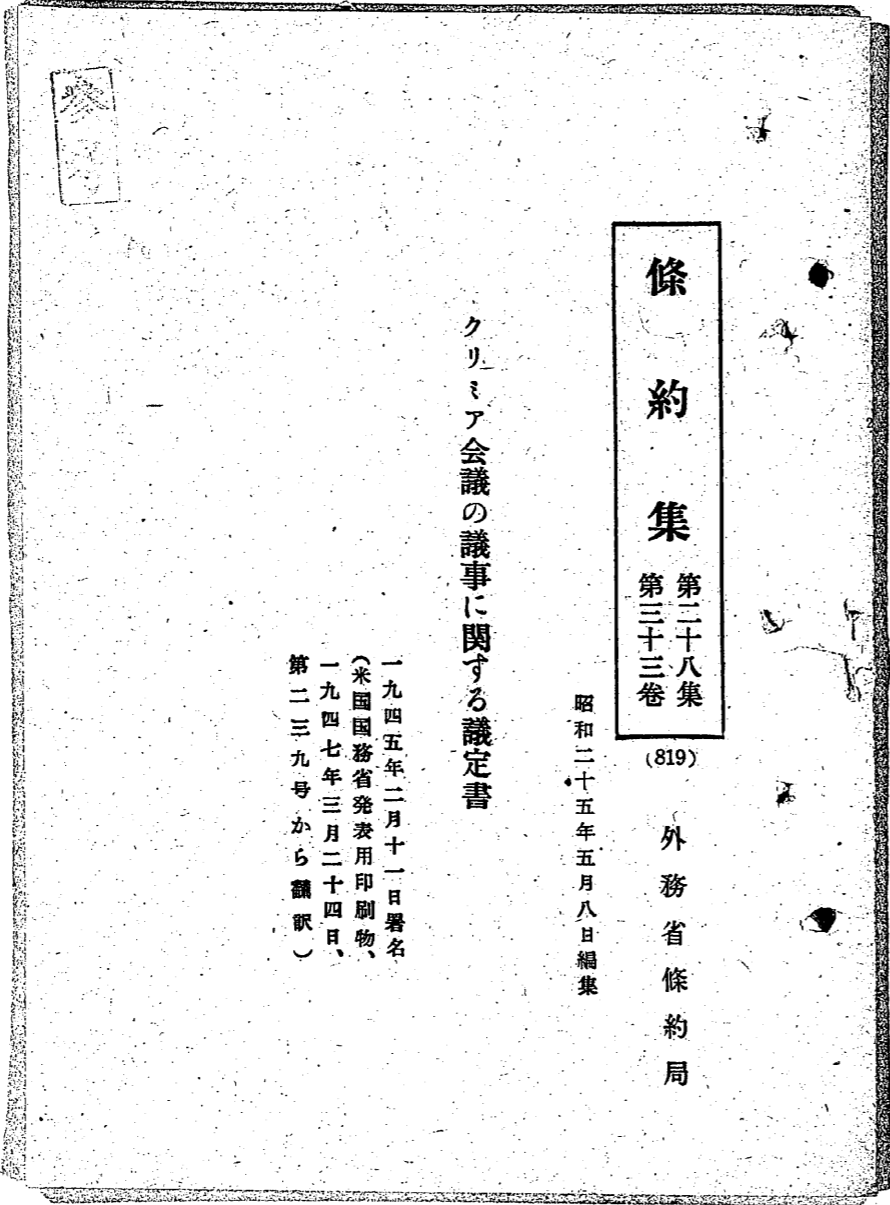 條約集
第二十八集
第三十三卷
(819)
外務省條約局
昭和二十五年五月八日編集
クリミア会議の議事に関する議定書
一九四五年二月十一日署名
(米国国務省発表用印刷物、
一九四七年三月二十四日、
第二三九号から飜訳)